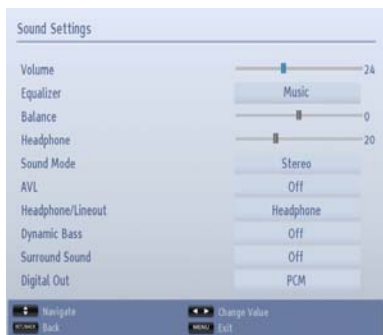 Sound Settings
Volume 24
Equalizer Music
Balance 0
Headphone 20
Sound Mode Stereo
AVL Off
Headphone/Lineout Headphone
Dynamic Bass Off
Surround Sound Off
Digital Out PCM
Navigate Change Value
Back MENU Exit